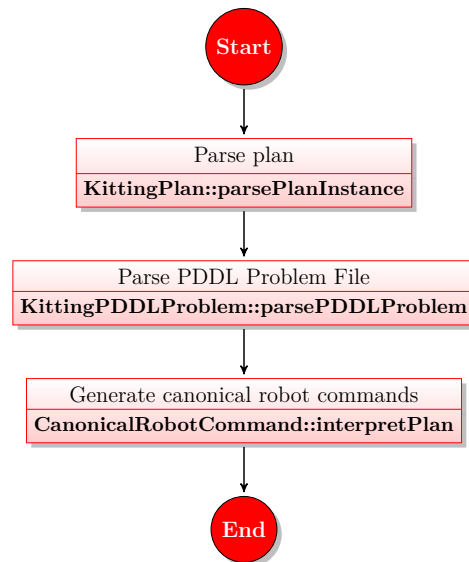 Start
Parse plan
KittingPlan::parsePlanInstance
Parse PDDL Problem File
KittingPDDLProblem::parsePDDLProblem
Generate canonical robot commands
CanonicalRobotCommand::interpretPlan
End